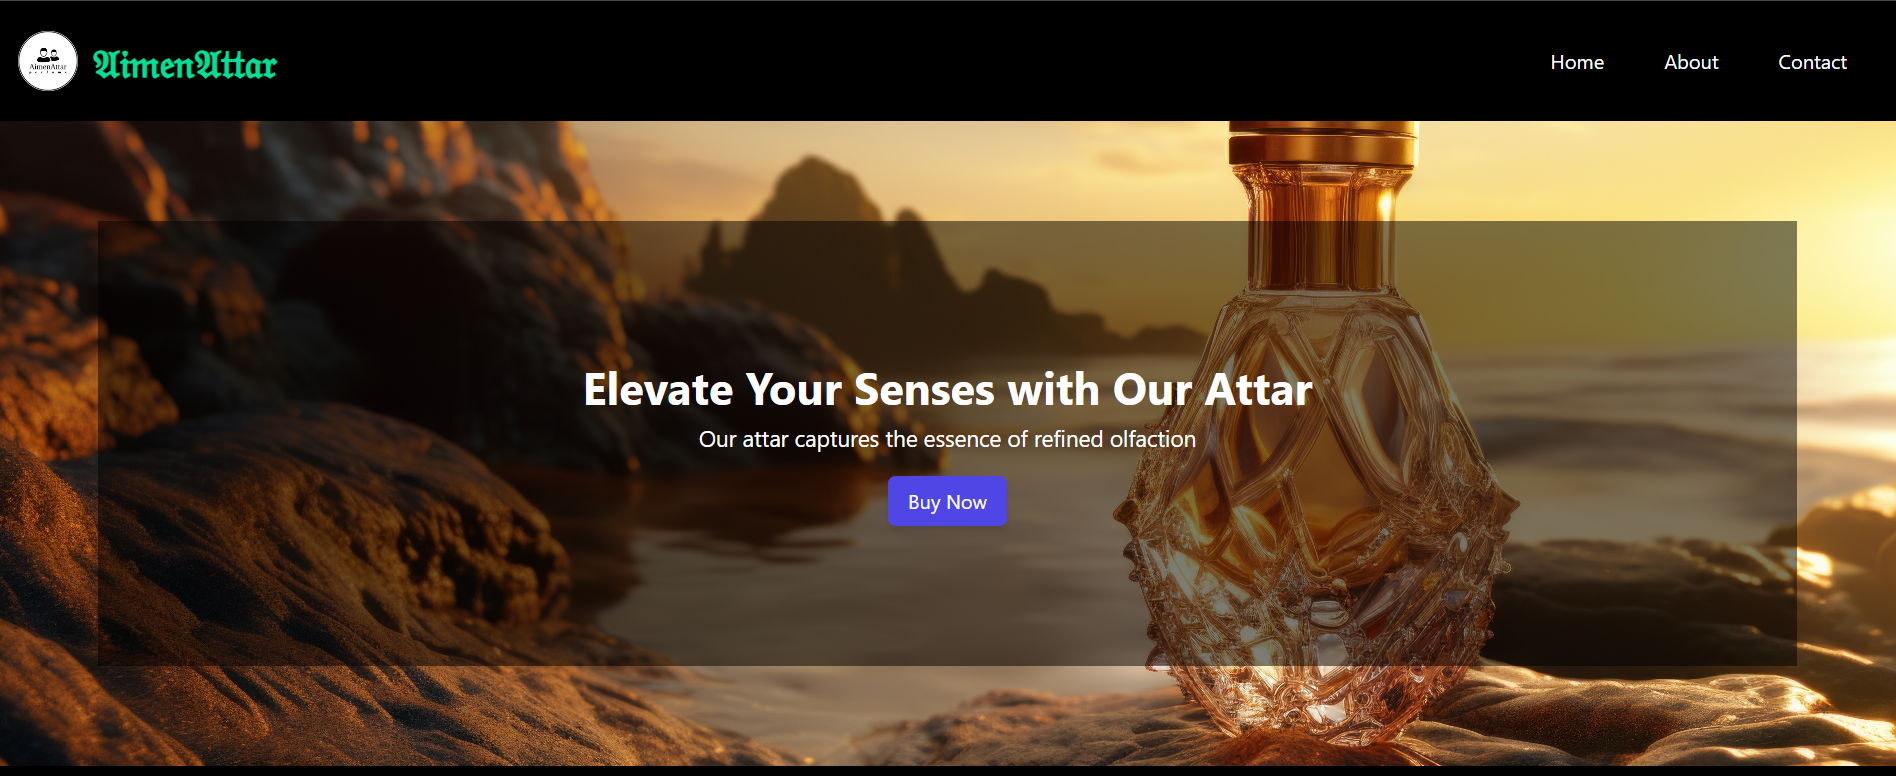 AimenAttar
perfume
AimenAttar
Home
About
Contact
Elevate Your Senses with Our Attar
Our attar captures the essence of refined olfaction
Buy Now